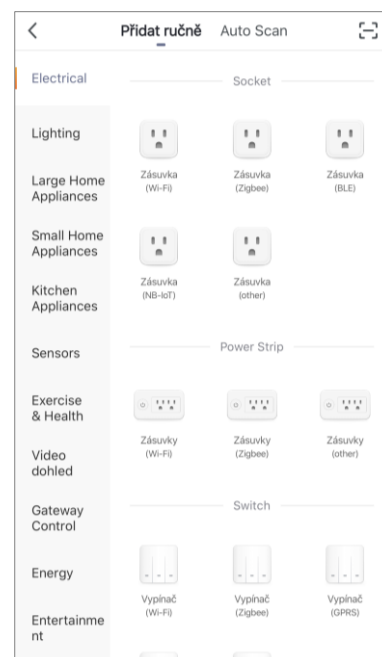 Přidat ručně Auto Scan
Electrical
Lighting
Large Home
Appliances
Small Home
Appliances
Kitchen
Appliances
Sensors
Exercise
& Health
Video
dohled
Gateway
Control
Energy
Entertainme
nt
Socket
Zásuvka Zásuvka Zásuvka
(Wi-Fi) (Zigbee) (BLE)
Zásuvka Zásuvka
(NB-IoT) (other)
Power Strip
Zásuvky Zásuvky Zásuvky
(Wi-Fi) (Zigbee) (other)
Switch
Vypínač Vypínač Vypínač
(Wi-Fi) (Zigbee) (GPRS)